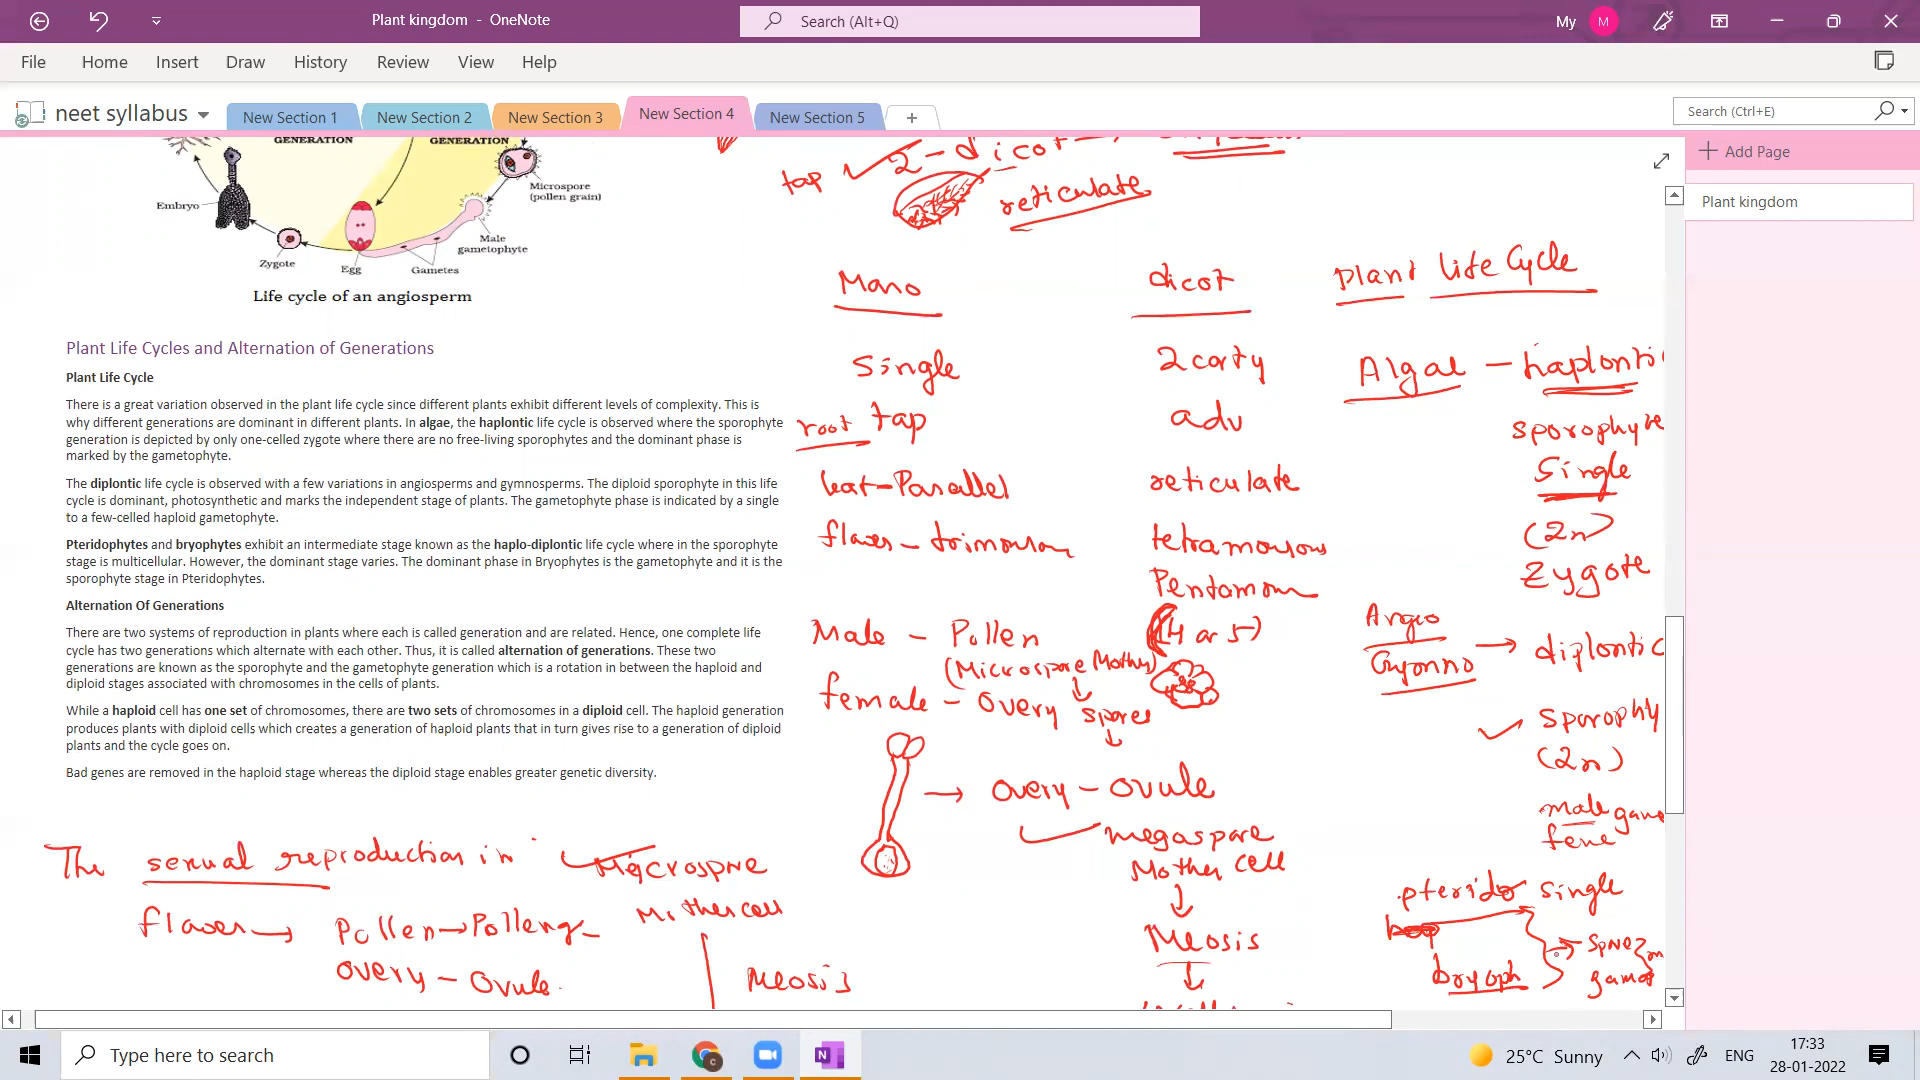 Plant kingdom - OneNote
Search (Alt+Q)
My
M
File Home Insert Draw History Review View Help
neet syllabus
New Section 1
New Section 2
New Section 3
New Section 4
New Section 5
Search (Ctrl+E)
Add Page
Plant kingdom
GENERATION
GENERATION
Microspore
(pollen grain)
Embryo
Male
gametophyte
Zygote
Egg
Gametes
Life cycle of an angiosperm
Plant Life Cycles and Alternation of Generations
Plant Life Cycle
There is a great variation observed in the plant life cycle since different plants exhibit different levels of complexity. This is
why different generations are dominant in different plants. In algae, the haplontic life cycle is observed where the sporophyte
generation is depicted by only one-celled zygote where there are no free-living sporophytes and the dominant phase is
marked by the gametophyte.
The diplontic life cycle is observed with a few variations in angiosperms and gymnosperms. The diploid sporophyte in this life
cycle is dominant, photosynthetic and marks the independent stage of plants. The gametophyte phase is indicated by a single
to a few-celled haploid gametophyte.
Pteridophytes and bryophytes exhibit an intermediate stage known as the haplo-diplontic life cycle where in the sporophyte
stage is multicellular. However, the dominant stage varies. The dominant phase in Bryophytes is the gametophyte and it is the
sporophyte stage in Pteridophytes.
Alternation Of Generations
There are two systems of reproduction in plants where each is called generation and are related. Hence, one complete life
cycle has two generations which alternate with each other. Thus, it is called alternation of generations. These two
generations are known as the sporophyte and the gametophyte generation which is a rotation in between the haploid and
diploid stages associated with chromosomes in the cells of plants.
While a haploid cell has one set of chromosomes, there are two sets of chromosomes in a diploid cell. The haploid generation
produces plants with diploid cells which creates a generation of haploid plants that in turn gives rise to a generation of diploid
plants and the cycle goes on.
Bad genes are removed in the haploid stage whereas the diploid stage enables greater genetic diversity.
The sexual reproduction in
flower → Pollen → Polleng
overy - ovule
Macrospre
Mothercell
Meosis
tap 2 - dicot
reticulate
Mano dicot
Single 2 coty
root tap adv
leat - Parallel reticulate
flower - trimourou tetramourous
Pentamou
Male - Pollen (4 or 5)
(Microspore Mother)
female - overy spores
→ overy - ovule
megaspore
Mother cell
↓
Meosis
↓
Plant life Cycle
Algae - haplontic
sporophyte
Single
(2n)
Zygote
Angio
Gymno → diplontic
sporophy
(2n)
male game
feme
pterido single
bryoph
spore
game
Type here to search
25°C Sunny
ENG
17:33
28-01-2022